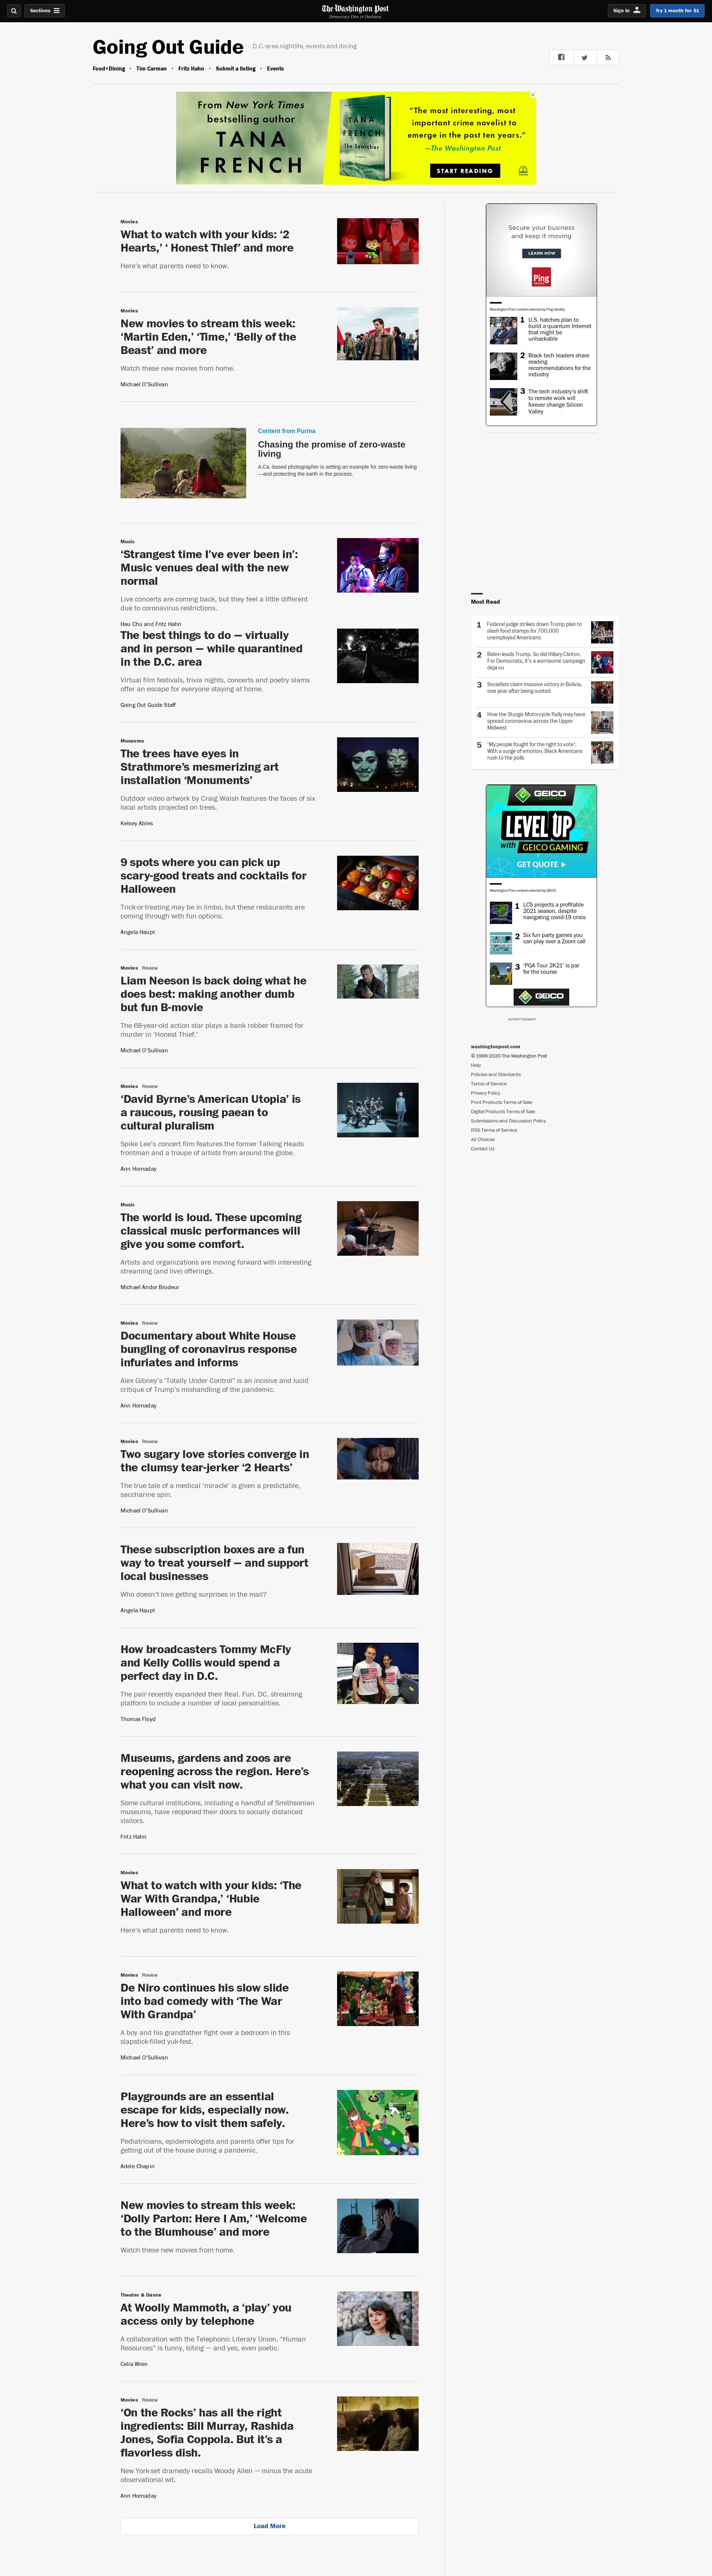 Sections
The Washington Post
Democracy Dies in Darkness
Sign In
Try 1 month for $1
Going Out Guide
D.C.-area nightlife, events and dining
Food+Dining • Tim Carman • Fritz Hahn • Submit a listing • Events
From New York Times
bestselling author
TANA
FRENCH
TANA
FRENCH
The Searcher
“The most interesting, most
important crime novelist to
emerge in the past ten years.”
—The Washington Post
START READING
Movies
What to watch with your kids: ‘2
Hearts,’ ‘ Honest Thief’ and more
Here’s what parents need to know.
Movies
New movies to stream this week:
‘Martin Eden,’ ‘Time,’ ‘Belly of the
Beast’ and more
Watch these new movies from home.
Michael O'Sullivan
Content from Purina
Chasing the promise of zero-waste
living
A Ca.-based photographer is setting an example for zero-waste living
—and protecting the earth in the process.
Music
‘Strangest time I’ve ever been in’:
Music venues deal with the new
normal
Live concerts are coming back, but they feel a little different
due to coronavirus restrictions.
Hau Chu and Fritz Hahn
The best things to do — virtually
and in person — while quarantined
in the D.C. area
Virtual film festivals, trivia nights, concerts and poetry slams
offer an escape for everyone staying at home.
Going Out Guide Staff
Museums
The trees have eyes in
Strathmore’s mesmerizing art
installation ‘Monuments’
Outdoor video artwork by Craig Walsh features the faces of six
local artists projected on trees.
Kelsey Ables
9 spots where you can pick up
scary-good treats and cocktails for
Halloween
Trick-or-treating may be in limbo, but these restaurants are
coming through with fun options.
Angela Haupt
Movies Review
Liam Neeson is back doing what he
does best: making another dumb
but fun B-movie
The 68-year-old action star plays a bank robber framed for
murder in ‘Honest Thief.’
Michael O'Sullivan
Movies Review
‘David Byrne’s American Utopia’ is
a raucous, rousing paean to
cultural pluralism
Spike Lee’s concert film features the former Talking Heads
frontman and a troupe of artists from around the globe.
Ann Hornaday
Music
The world is loud. These upcoming
classical music performances will
give you some comfort.
Artists and organizations are moving forward with interesting
streaming (and live) offerings.
Michael Andor Brodeur
Movies Review
Documentary about White House
bungling of coronavirus response
infuriates and informs
Alex Gibney’s ‘Totally Under Control” is an incisive and lucid
critique of Trump’s mishandling of the pandemic.
Ann Hornaday
Movies Review
Two sugary love stories converge in
the clumsy tear-jerker ‘2 Hearts’
The true tale of a medical ‘miracle’ is given a predictable,
saccharine spin.
Michael O'Sullivan
These subscription boxes are a fun
way to treat yourself — and support
local businesses
Who doesn’t love getting surprises in the mail?
Angela Haupt
How broadcasters Tommy McFly
and Kelly Collis would spend a
perfect day in D.C.
The pair recently expanded their Real. Fun. DC. streaming
platform to include a number of local personalities.
Thomas Floyd
Museums, gardens and zoos are
reopening across the region. Here’s
what you can visit now.
Some cultural institutions, including a handful of Smithsonian
museums, have reopened their doors to socially distanced
visitors.
Fritz Hahn
Movies
What to watch with your kids: ‘The
War With Grandpa,’ ‘Hubie
Halloween’ and more
Here’s what parents need to know.
Movies Review
De Niro continues his slow slide
into bad comedy with ‘The War
With Grandpa’
A boy and his grandfather fight over a bedroom in this
slapstick-filled yuk-fest.
Michael O'Sullivan
Playgrounds are an essential
escape for kids, especially now.
Here’s how to visit them safely.
Pediatricians, epidemiologists and parents offer tips for
getting out of the house during a pandemic.
Adele Chapin
New movies to stream this week:
‘Dolly Parton: Here I Am,’ ‘Welcome
to the Blumhouse’ and more
Watch these new movies from home.
Theater & Dance
At Woolly Mammoth, a ‘play’ you
access only by telephone
A collaboration with the Telephonic Literary Union, “Human
Resources” is funny, biting — and yes, even poetic.
Celia Wren
Movies Review
‘On the Rocks’ has all the right
ingredients: Bill Murray, Rashida
Jones, Sofia Coppola. But it’s a
flavorless dish.
New York-set dramedy recalls Woody Allen — minus the acute
observational wit.
Ann Hornaday
Load More
Secure your business
and keep it moving
LEARN NOW
Ping
Identity
Washington Post content selected by Ping Identity
1 U.S. hatches plan to
build a quantum Internet
that might be
unhackable
2 Black tech leaders share
reading
recommendations for the
industry
3 The tech industry’s shift
to remote work will
forever change Silicon
Valley
Most Read
1 Federal judge strikes down Trump plan to
slash food stamps for 700,000
unemployed Americans
2 Biden leads Trump. So did Hillary Clinton.
For Democrats, it’s a worrisome campaign
deja vu
3 Socialists claim massive victory in Bolivia,
one year after being ousted
4 How the Sturgis Motorcycle Rally may have
spread coronavirus across the Upper
Midwest
5 ‘My people fought for the right to vote’:
With a surge of emotion, Black Americans
rush to the polls
GEICO
LEVEL UP
with GEICO GAMING
GET QUOTE
Washington Post content selected by GEICO
1 LCS projects a profitable
2021 season, despite
navigating covid-19 crisis
2 Six fun party games you
can play over a Zoom call
3 ‘PGA Tour 2K21’ is par
for the course
GEICO
ADVERTISEMENT
washingtonpost.com
© 1996-2020 The Washington Post
Help
Policies and Standards
Terms of Service
Privacy Policy
Print Products Terms of Sale
Digital Products Terms of Sale
Submissions and Discussion Policy
RSS Terms of Service
Ad Choices
Contact Us